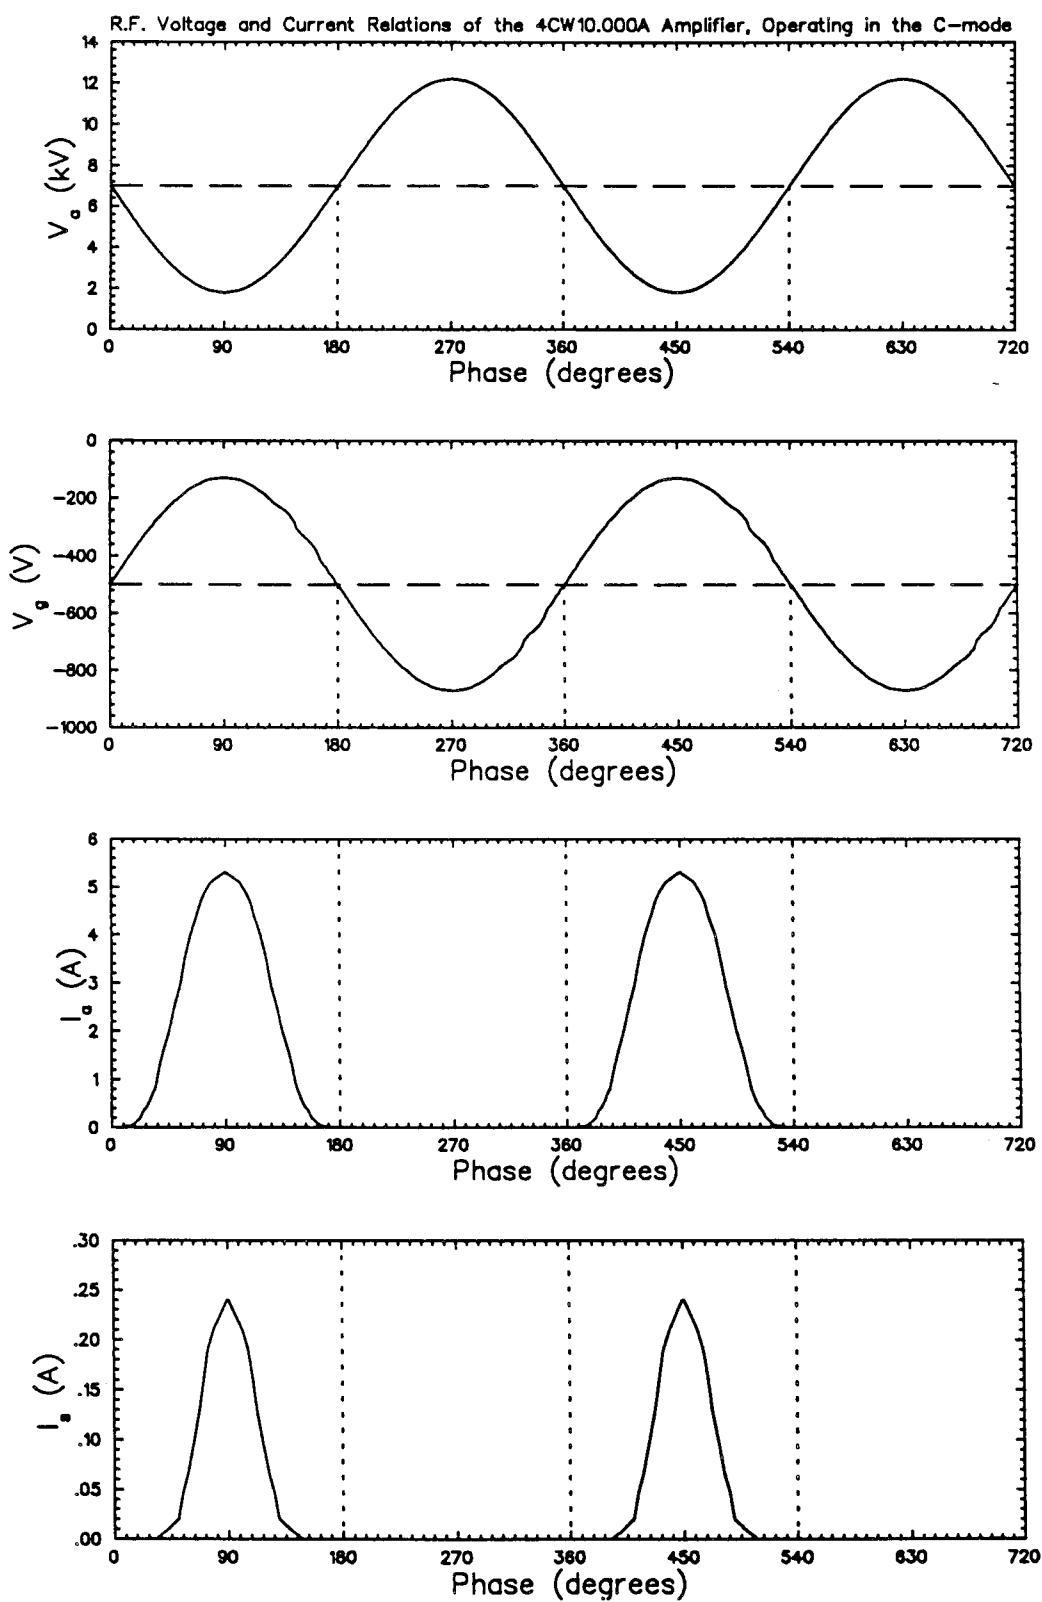 R.F. Voltage and Current Relations of the 4CW10.000A Amplifier, Operating in the C-mode
14
12
10
8
6
4
2
0
V_a (kV)
0 90 180 270 360 450 540 630 720
Phase (degrees)
0
-200
-400
-600
-800
-1000
V_g (V)
0 90 180 270 360 450 540 630 720
Phase (degrees)
6
5
4
3
2
1
0
I_a (A)
0 90 180 270 360 450 540 630 720
Phase (degrees)
.30
.25
.20
.15
.10
.05
.00
I_s (A)
0 90 180 270 360 450 540 630 720
Phase (degrees)